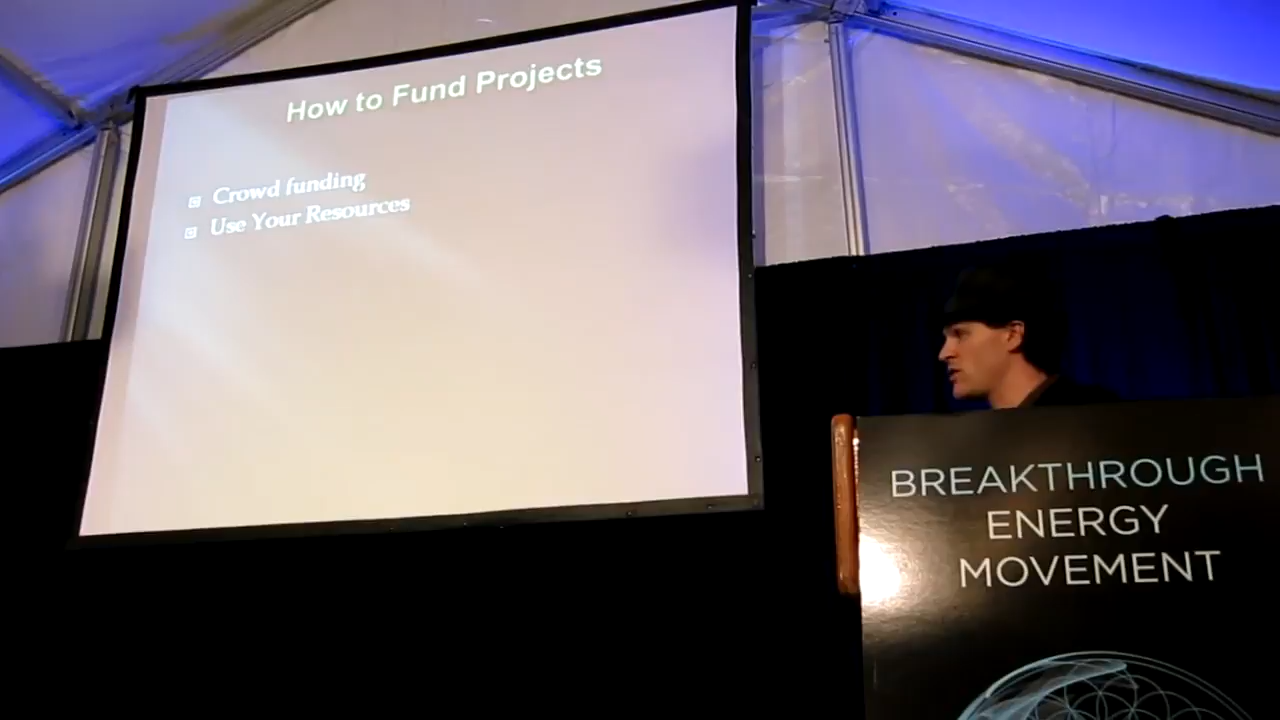 How to Fund Projects
Crowd funding
Use Your Resources
BREAKTHROUGH
ENERGY
MOVEMENT